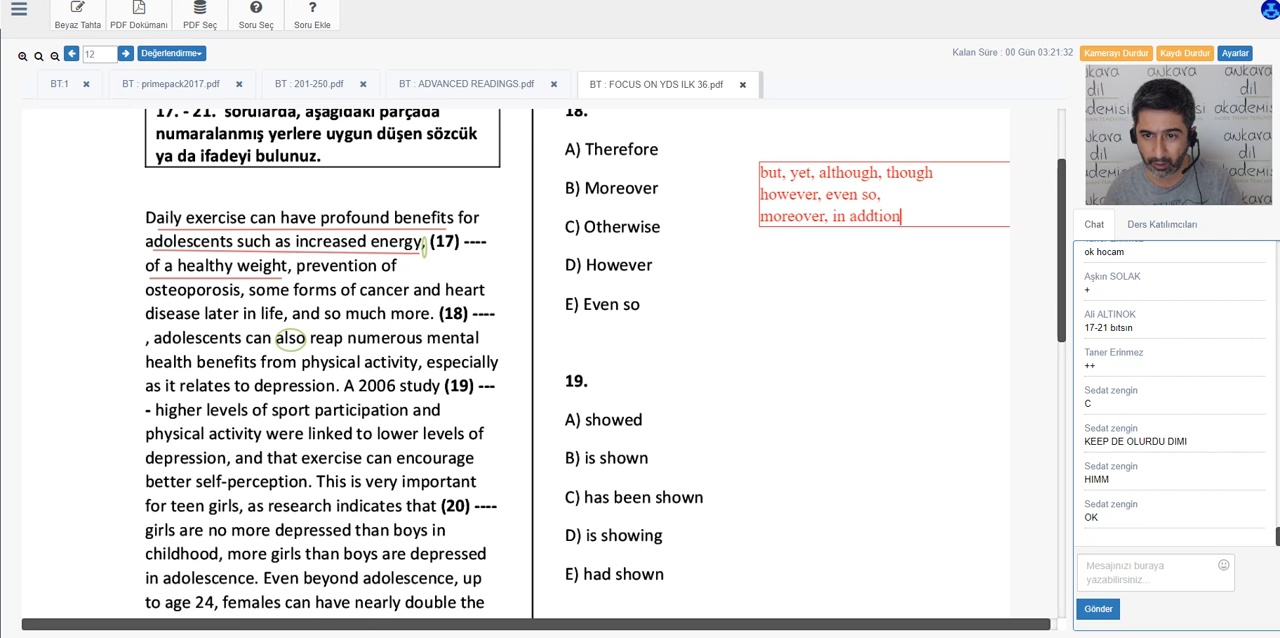 Beyaz Tahta
PDF Dokümanı
PDF Seç
Soru Seç
Soru Ekle
12
Değerlendirme
Kalan Süre : 00 Gün 03:21:32
Kamerayı Durdur
Kaydı Durdur
Ayarlar
BT.1
BT : primepack2017.pdf
BT : 201-250.pdf
BT : ADVANCED READINGS.pdf
BT : FOCUS ON YDS ILK 36.pdf
17. - 21. sorularda, aşağıdaki parçada
numaralanmış yerlere uygun düşen sözcük
ya da ifadeyi bulunuz.
Daily exercise can have profound benefits for
adolescents such as increased energy, (17) ----
of a healthy weight, prevention of
osteoporosis, some forms of cancer and heart
disease later in life, and so much more. (18) ----
, adolescents can also reap numerous mental
health benefits from physical activity, especially
as it relates to depression. A 2006 study (19) ---
- higher levels of sport participation and
physical activity were linked to lower levels of
depression, and that exercise can encourage
better self-perception. This is very important
for teen girls, as research indicates that (20) ----
girls are no more depressed than boys in
childhood, more girls than boys are depressed
in adolescence. Even beyond adolescence, up
to age 24, females can have nearly double the
18.
A) Therefore
B) Moreover
C) Otherwise
D) However
E) Even so
19.
A) showed
B) is shown
C) has been shown
D) is showing
E) had shown
but, yet, although, though
however, even so,
moreover, in addtion
ankara
dil
akademisi
Chat
Ders Katılımcıları
Taner Erinmez
ok hocam
Aşkın SOLAK
+
Ali ALTINOK
17-21 bıtsın
Taner Erinmez
++
Sedat zengin
C
Sedat zengin
KEEP DE OLURDU DIMI
Sedat zengin
HIMM
Sedat zengin
OK
Mesajınızı buraya
yazabilirsiniz...
Gönder